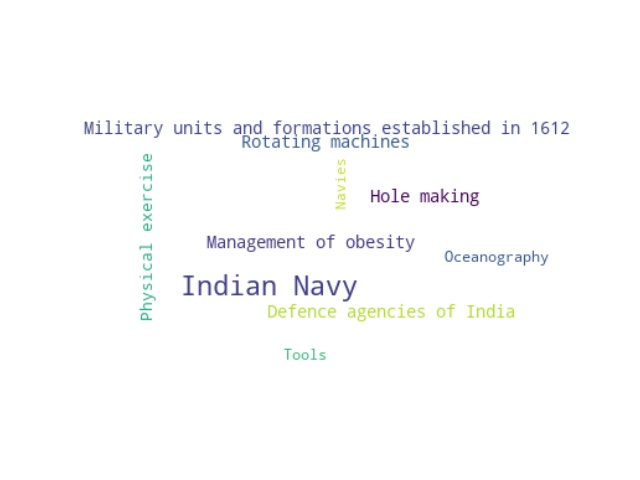 Military units and formations established in 1612
Rotating machines
Physical exercise
Navies
Hole making
Management of obesity
Oceanography
Indian Navy
Defence agencies of India
Tools